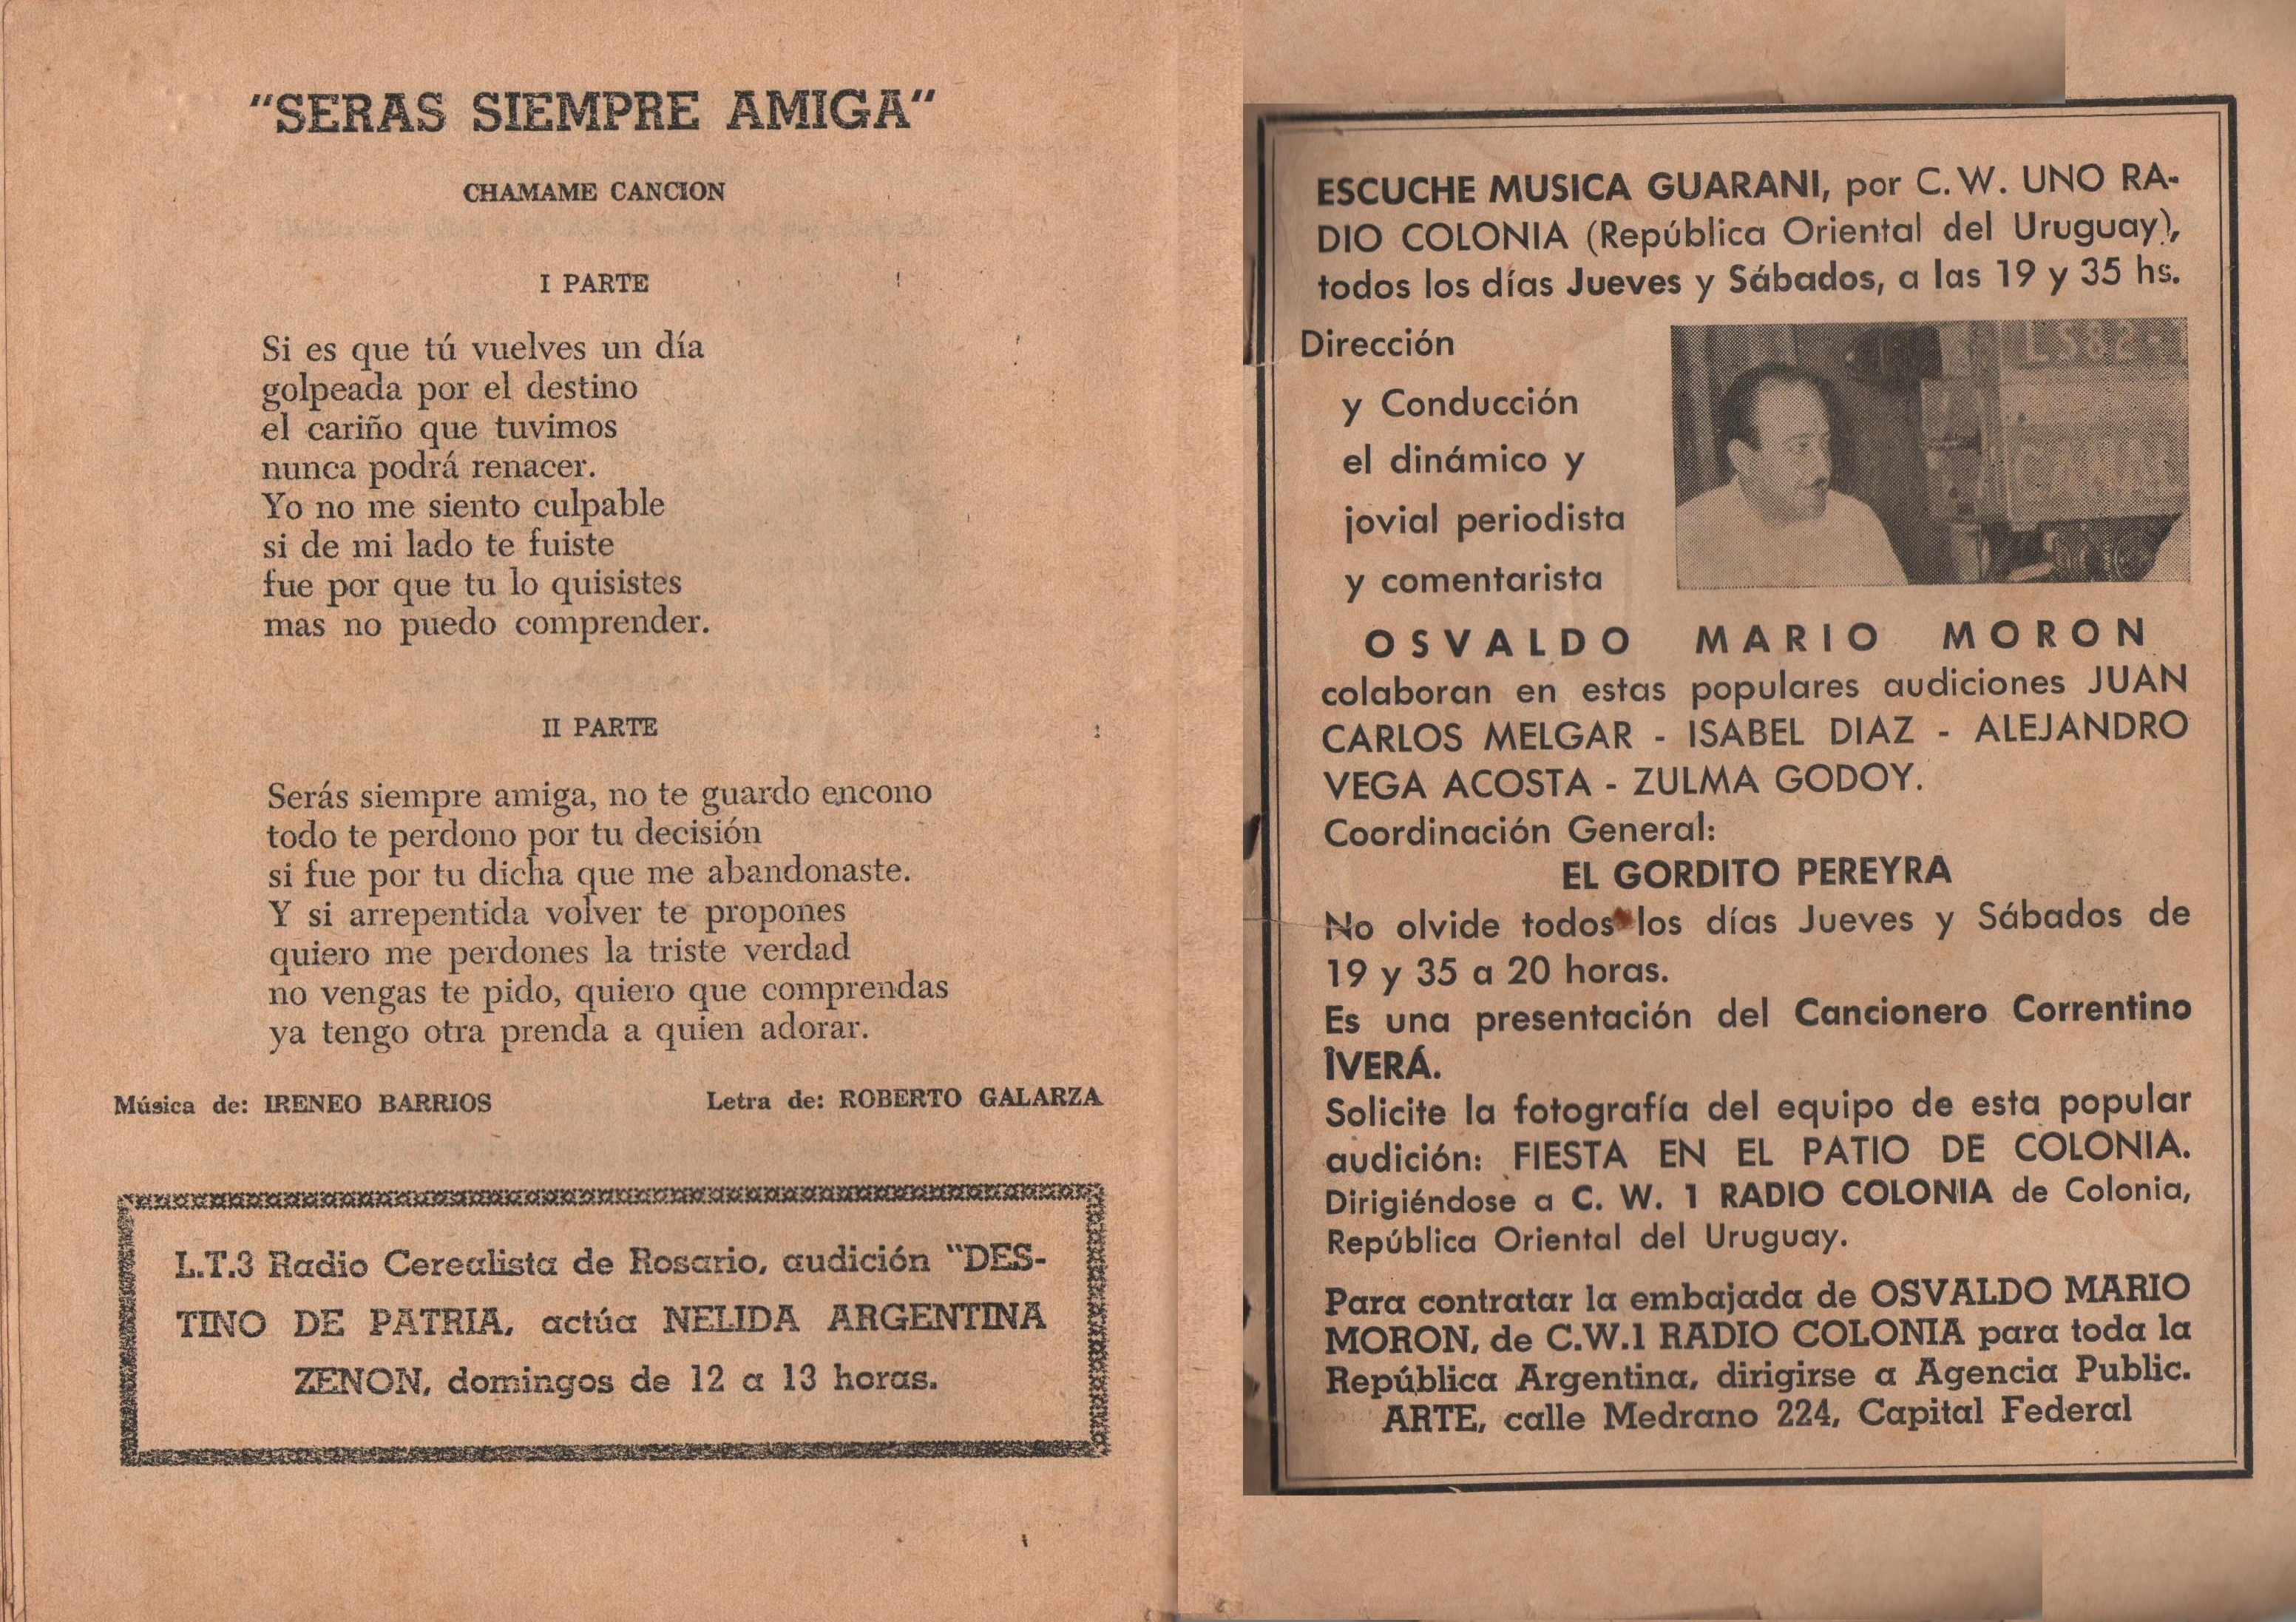 "SERAS SIEMPRE AMIGA"
CHAMAME CANCION
I PARTE
Si es que tú vuelves un día
golpeada por el destino
el cariño que tuvimos
nunca podrá renacer.
Yo no me siento culpable
si de mi lado te fuiste
fue por que tu lo quisistes
mas no puedo comprender.
II PARTE
Serás siempre amiga, no te guardo encono
todo te perdono por tu decisión
si fue por tu dicha que me abandonaste.
Y si arrepentida volver te propones
quiero me perdones la triste verdad
no vengas te pido, quiero que comprendas
ya tengo otra prenda a quien adorar.
Música de: IRENEO BARRIOS Letra de: ROBERTO GALARZA
L.T.3 Radio Cerealista de Rosario, audición "DES-
TINO DE PATRIA, actúa NELIDA ARGENTINA
ZENON, domingos de 12 a 13 horas.
ESCUCHE MUSICA GUARANI, por C.W. UNO RA-
DIO COLONIA (República Oriental del Uruguay),
todos los días Jueves y Sábados, a las 19 y 35 hs.
Dirección
y Conducción
el dinámico y
jovial periodista
y comentarista
LS82-
CANAL
OSVALDO MARIO MORON
colaboran en estas populares audiciones JUAN
CARLOS MELGAR - ISABEL DIAZ - ALEJANDRO
VEGA ACOSTA - ZULMA GODOY.
Coordinación General:
EL GORDITO PEREYRA
No olvide todos los días Jueves y Sábados de
19 y 35 a 20 horas.
Es una presentación del Cancionero Correntino
ÎVERÁ.
Solicite la fotografía del equipo de esta popular
audición: FIESTA EN EL PATIO DE COLONIA.
Dirigiéndose a C. W. 1 RADIO COLONIA de Colonia,
República Oriental del Uruguay.
Para contratar la embajada de OSVALDO MARIO
MORON, de C.W.1 RADIO COLONIA para toda la
República Argentina, dirigirse a Agencia Public.
ARTE, calle Medrano 224, Capital Federal